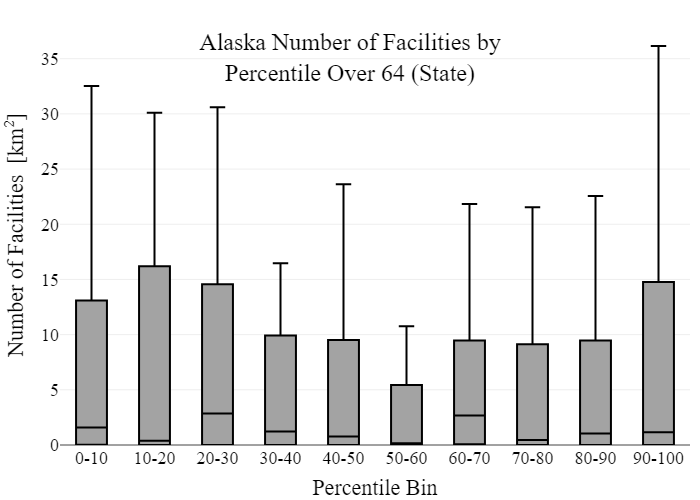 Alaska Number of Facilities by
Percentile Over 64 (State)
Number of Facilities [km²]
35
30
25
20
15
10
5
0
0-10 10-20 20-30 30-40 40-50 50-60 60-70 70-80 80-90 90-100
Percentile Bin